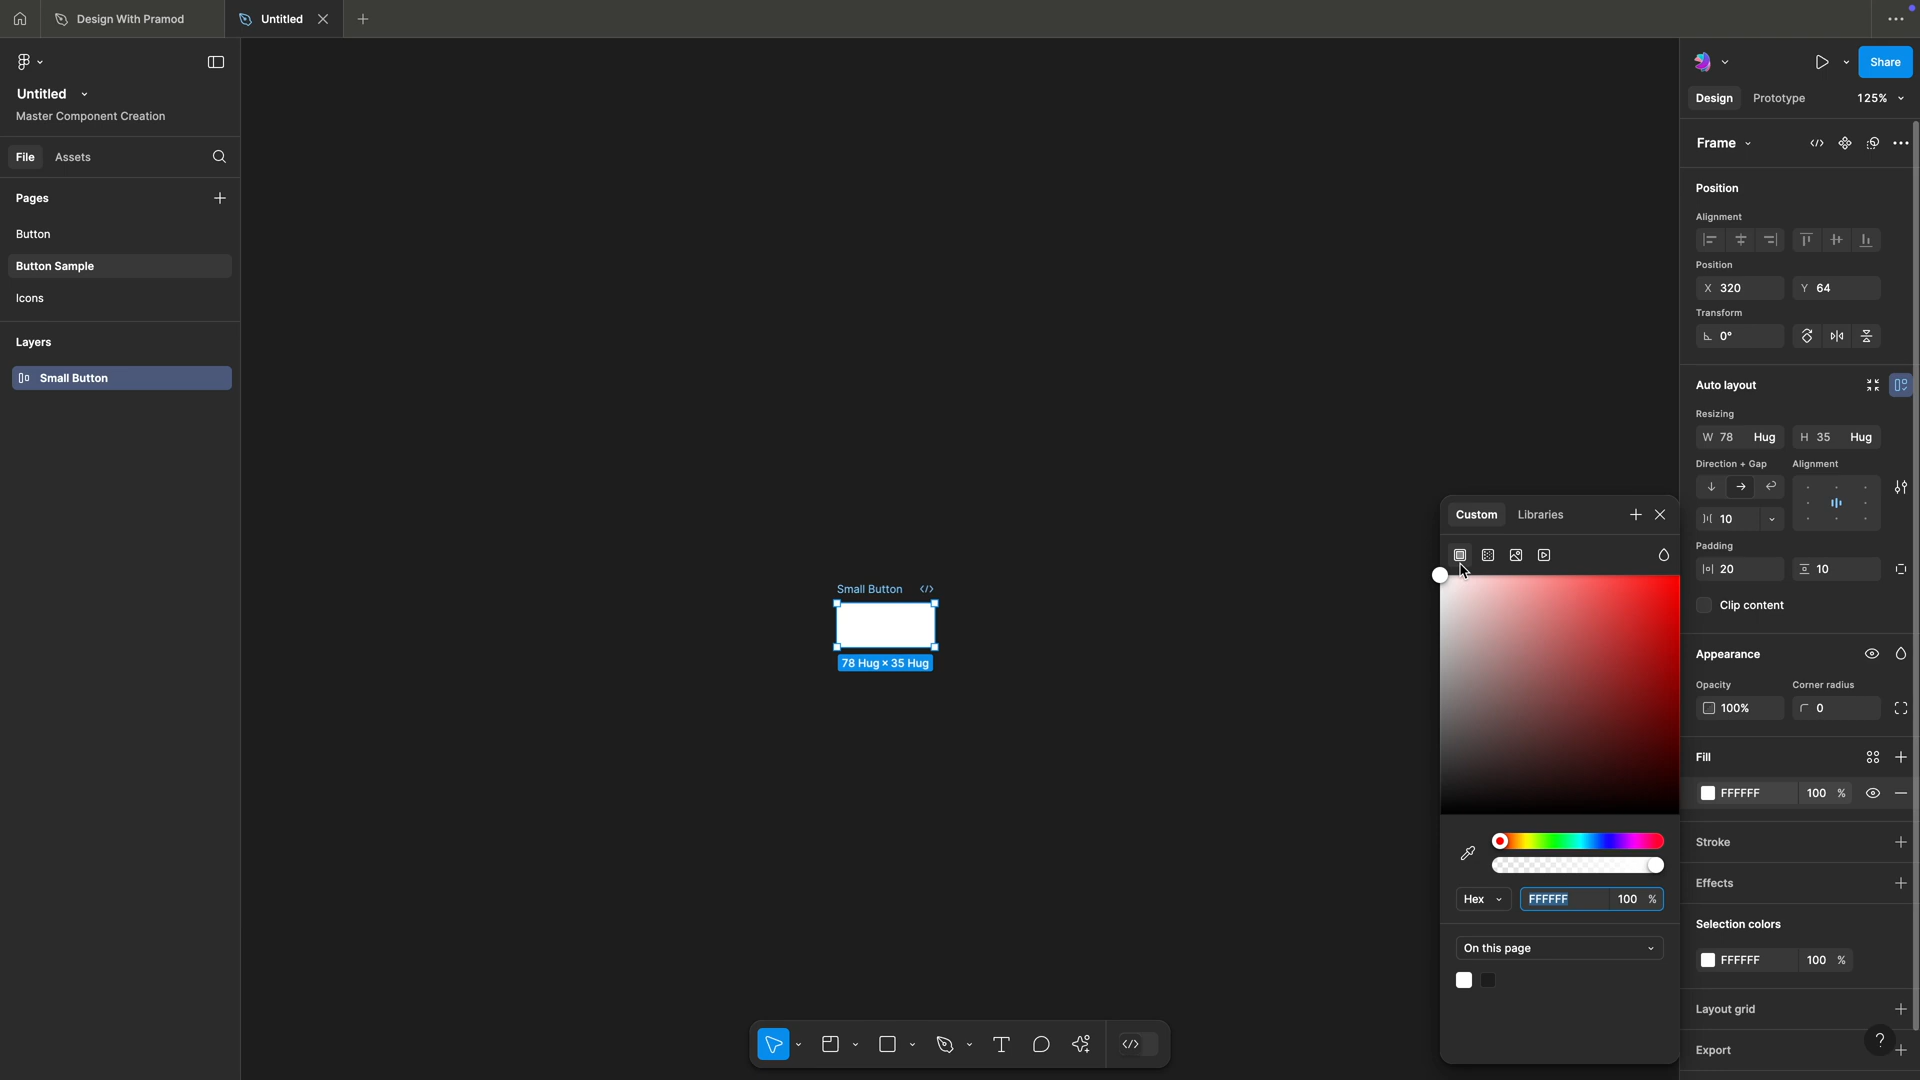 Design With Pramod
Untitled
Untitled
Master Component Creation
File
Assets
Pages
Button
Button Sample
Icons
Layers
Small Button
Small Button
78 Hug × 35 Hug
Custom
Libraries
Hex
FFFFFF
100 %
On this page
Share
Design
Prototype
125%
Frame
Position
Alignment
Position
X 320
Y 64
Transform
0°
Auto layout
Resizing
W 78 Hug
H 35 Hug
Direction + Gap
Alignment
10
Padding
20
10
Clip content
Appearance
Opacity
Corner radius
100%
0
Fill
FFFFFF
100 %
Stroke
Effects
Selection colors
FFFFFF
100 %
Layout grid
Export
?